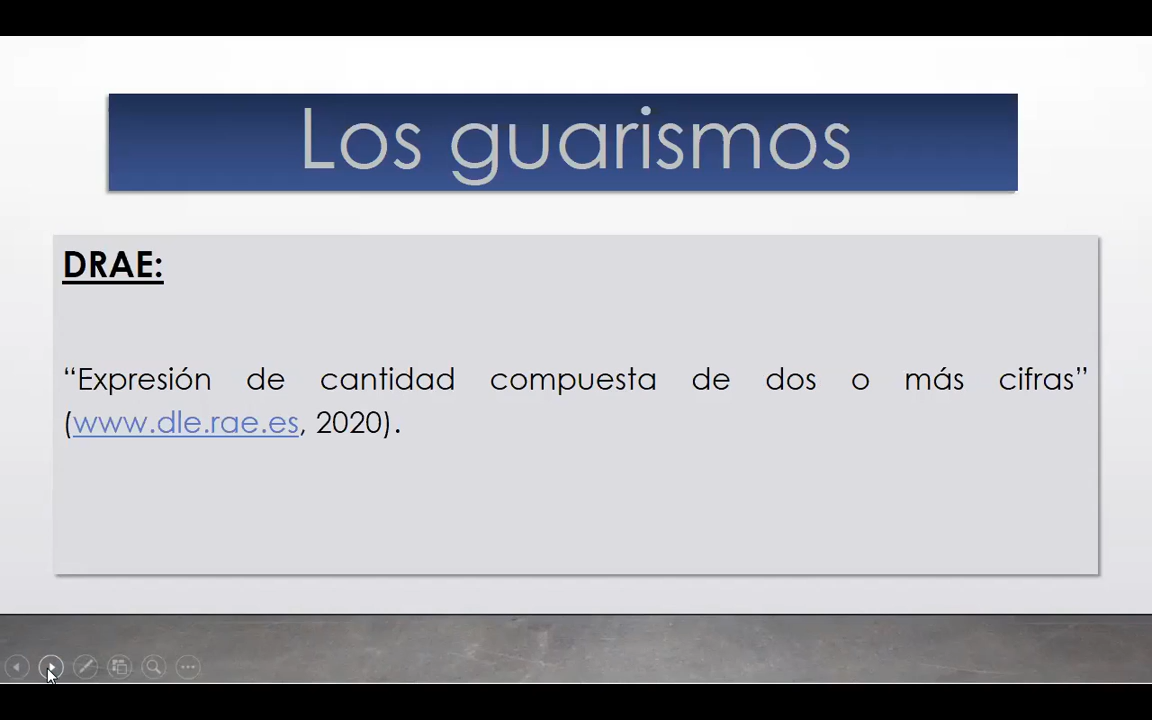 Los guarismos
DRAE:
“Expresión de cantidad compuesta de dos o más cifras”
(www.dle.rae.es, 2020).